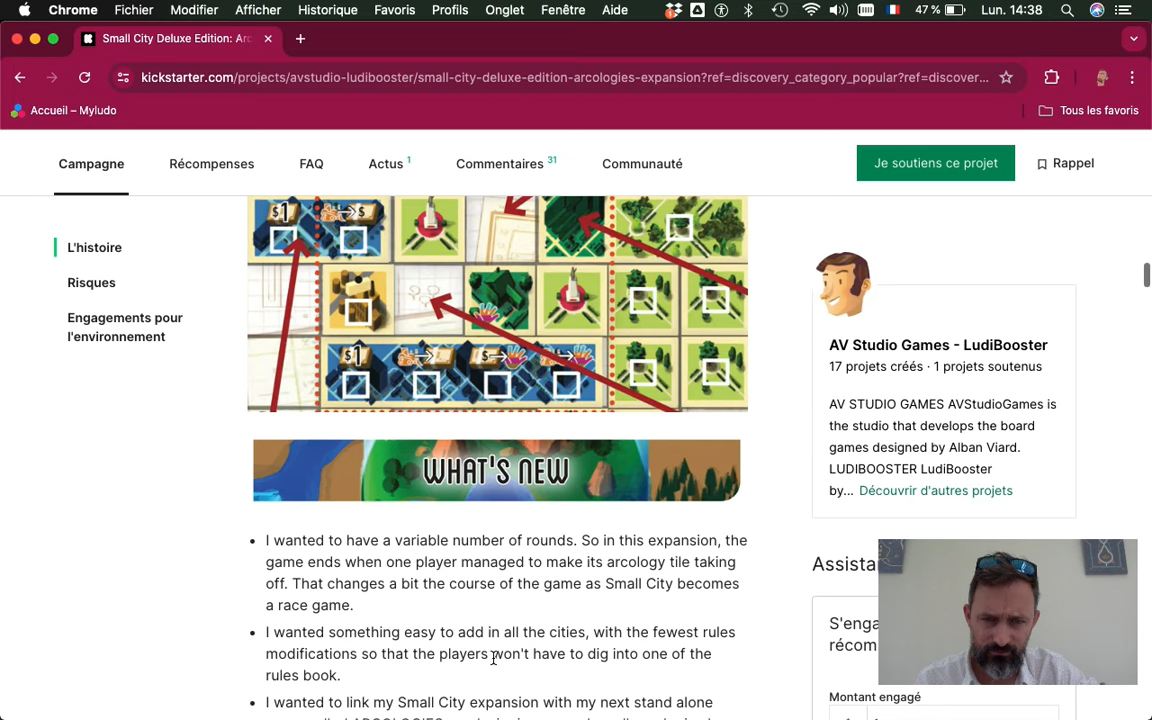 Chrome Fichier Modifier Afficher Historique Favoris Profils Onglet Fenêtre Aide 47 % Lun. 14:38
Small City Deluxe Edition: Arc
kickstarter.com/projects/avstudio-ludibooster/small-city-deluxe-edition-arcologies-expansion?ref=discovery_category_popular?ref=discover...
Accueil – Myludo
Tous les favoris
Campagne Récompenses FAQ Actus 1 Commentaires 31 Communauté Je soutiens ce projet Rappel
L'histoire
Risques
Engagements pour
l'environnement
$1 $
$1 $
WHAT'S NEW
I wanted to have a variable number of rounds. So in this expansion, the
game ends when one player managed to make its arcology tile taking
off. That changes a bit the course of the game as Small City becomes
a race game.
I wanted something easy to add in all the cities, with the fewest rules
modifications so that the players won't have to dig into one of the
rules book.
I wanted to link my Small City expansion with my next stand alone
AV Studio Games - LudiBooster
17 projets créés · 1 projets soutenus
AV STUDIO GAMES AVStudioGames is
the studio that develops the board
games designed by Alban Viard.
LUDIBOOSTER LudiBooster
by... Découvrir d'autres projets
Assista
S'enga
récom
Montant engagé